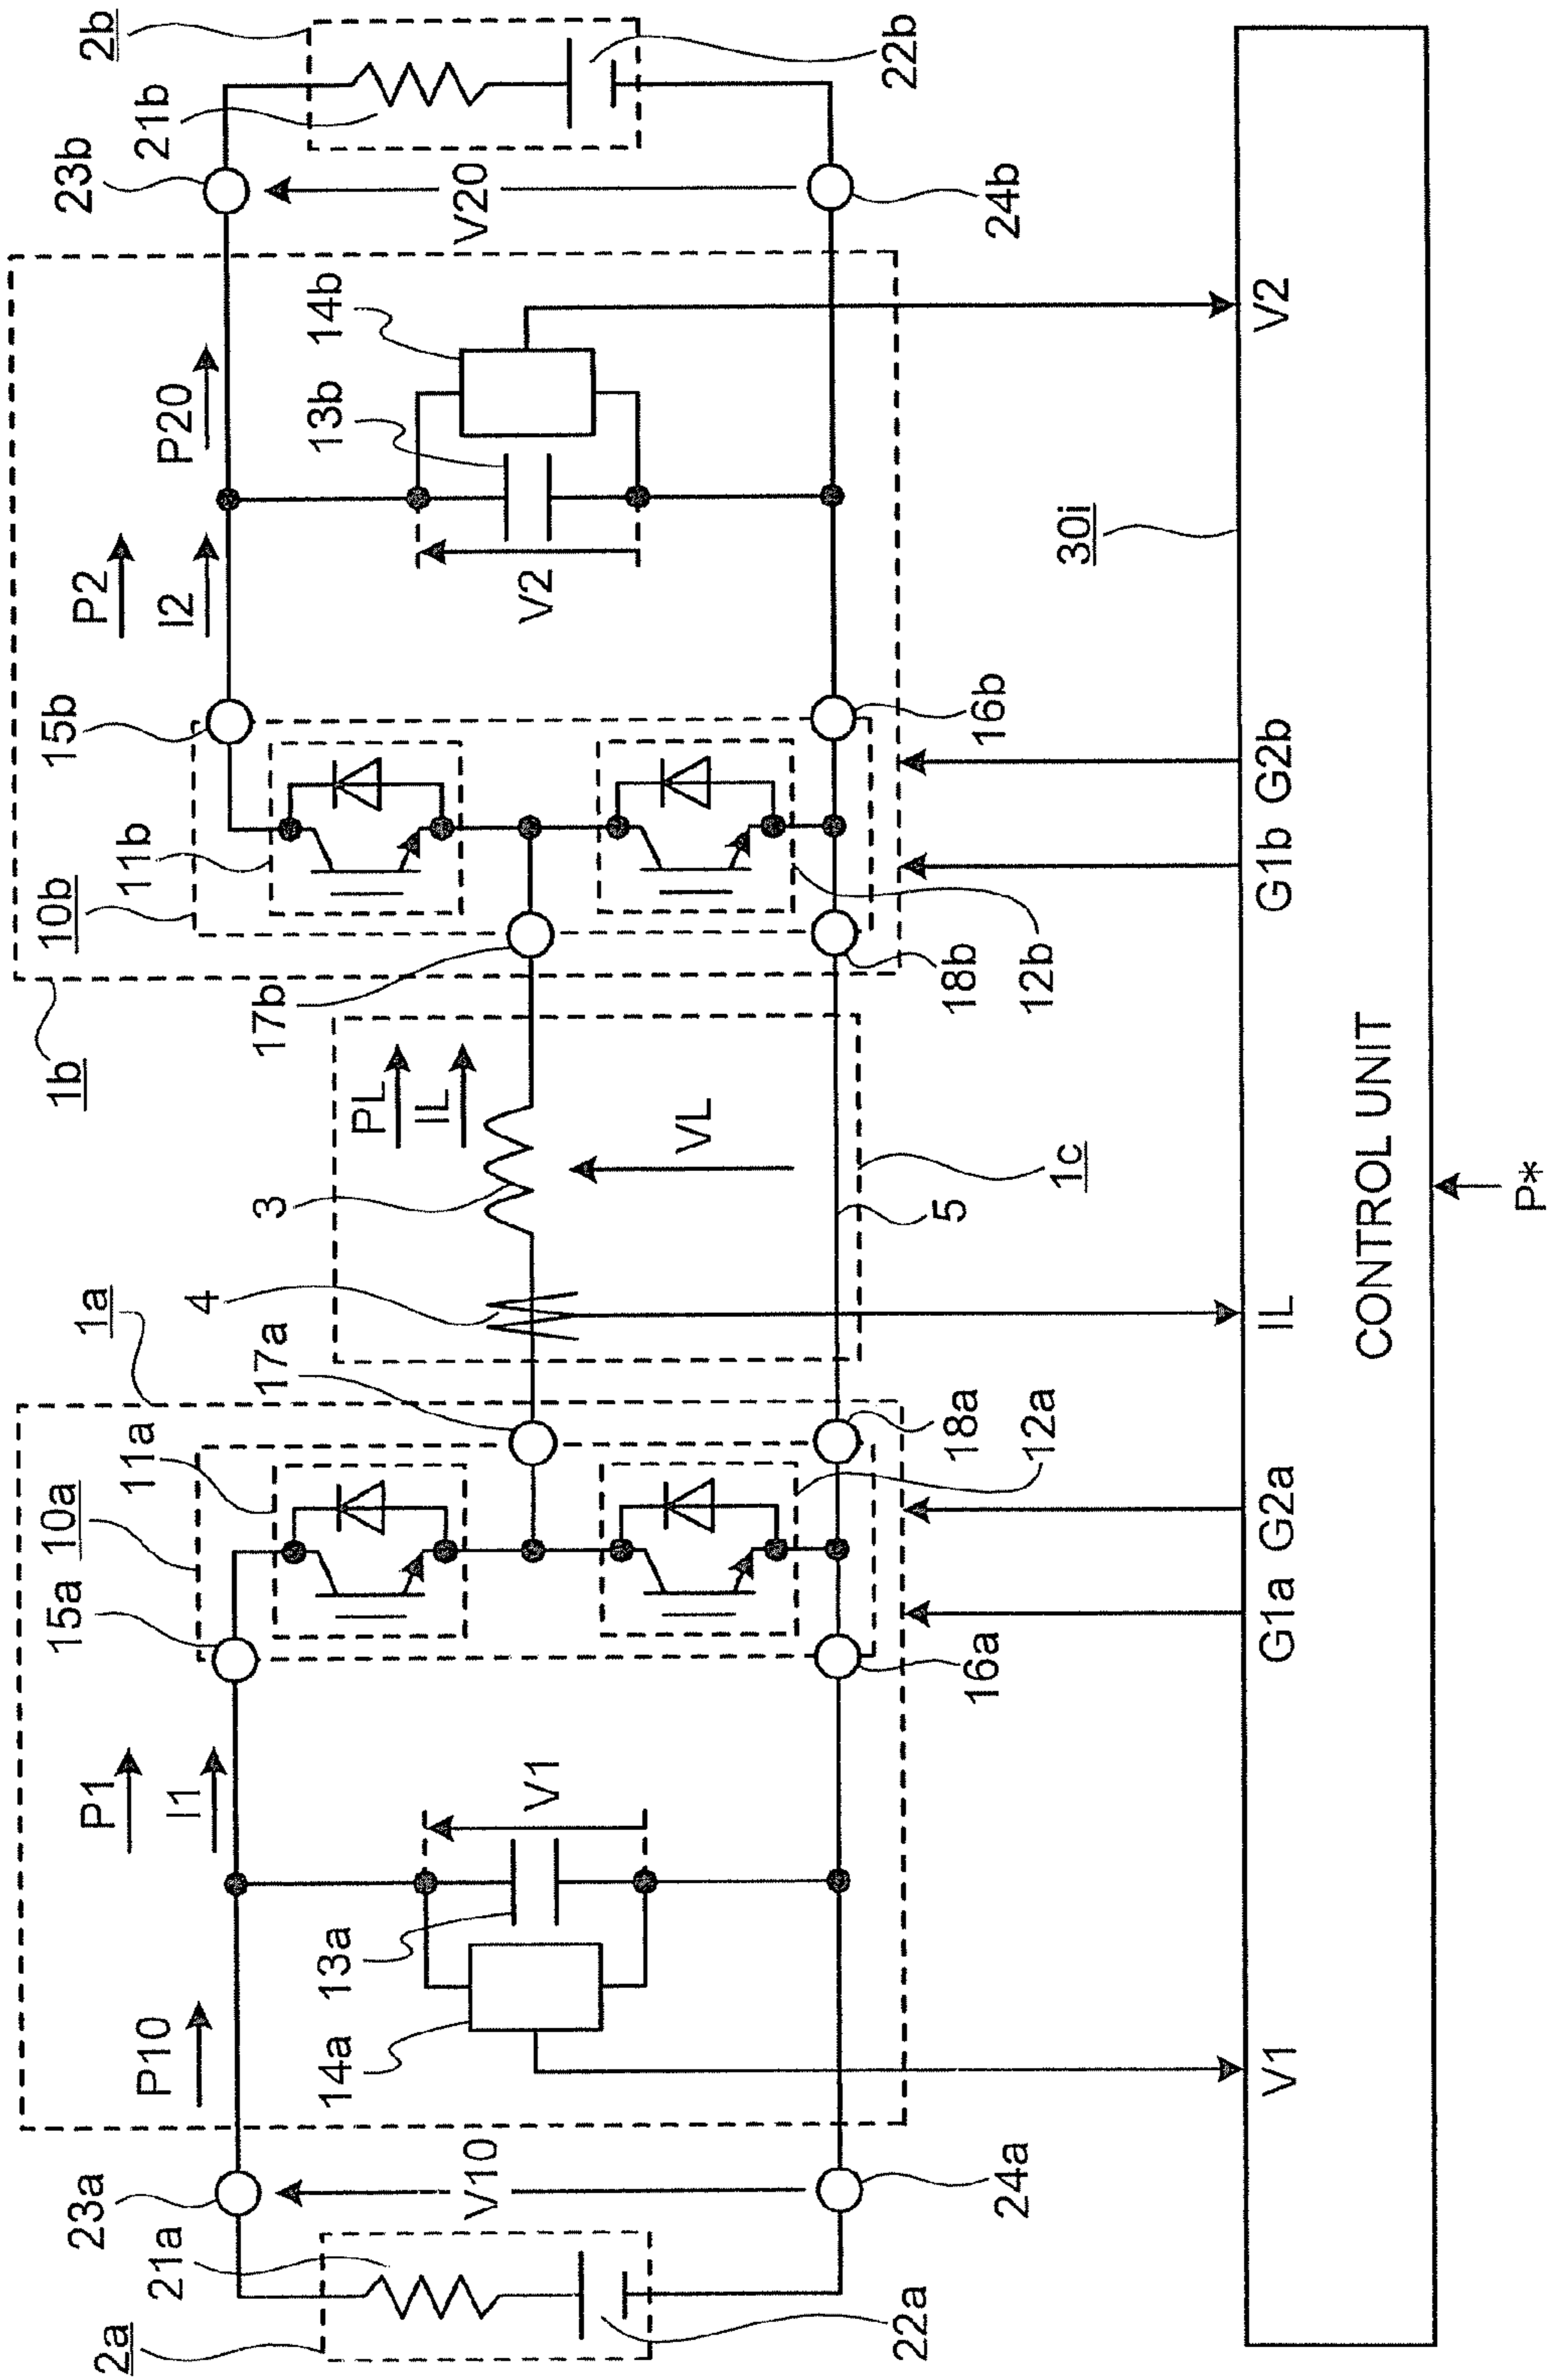 1a
1b
P10
P1
I1
P2
I2
P20
23a
15a
10a
11a
17a
4
3
PL
IL
17b
10b
11b
15b
23b
2a
21a
V10
14a
13a
V1
VL
V2
13b
14b
V20
21b
2b
22a
24a
16a
12a
18a
5
1c
18b
12b
16b
24b
22b
30i
V1
G1a
G2a
IL
G1b
G2b
V2
CONTROL UNIT
P*